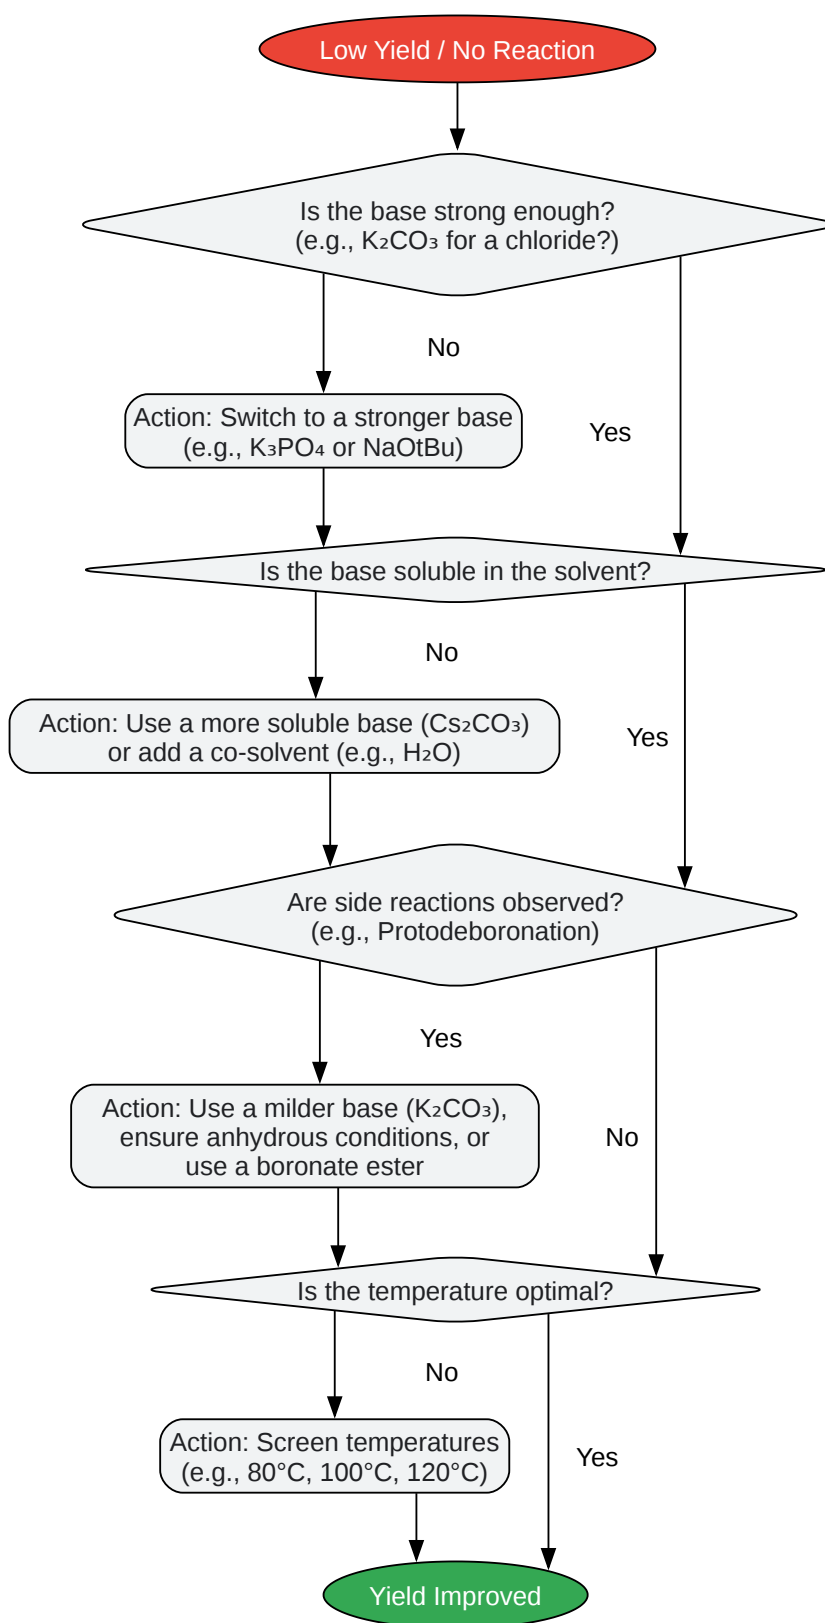 Low Yield / No Reaction
Is the base strong enough?
(e.g., K₂CO₃ for a chloride?)
No
Action: Switch to a stronger base
(e.g., K₃PO₄ or NaOtBu)
Yes
Is the base soluble in the solvent?
No
Action: Use a more soluble base (Cs₂CO₃)
or add a co-solvent (e.g., H₂O)
Yes
Are side reactions observed?
(e.g., Protodeboronation)
Yes
Action: Use a milder base (K₂CO₃),
ensure anhydrous conditions, or
use a boronate ester
No
Is the temperature optimal?
No
Action: Screen temperatures
(e.g., 80°C, 100°C, 120°C)
Yes
Yield Improved